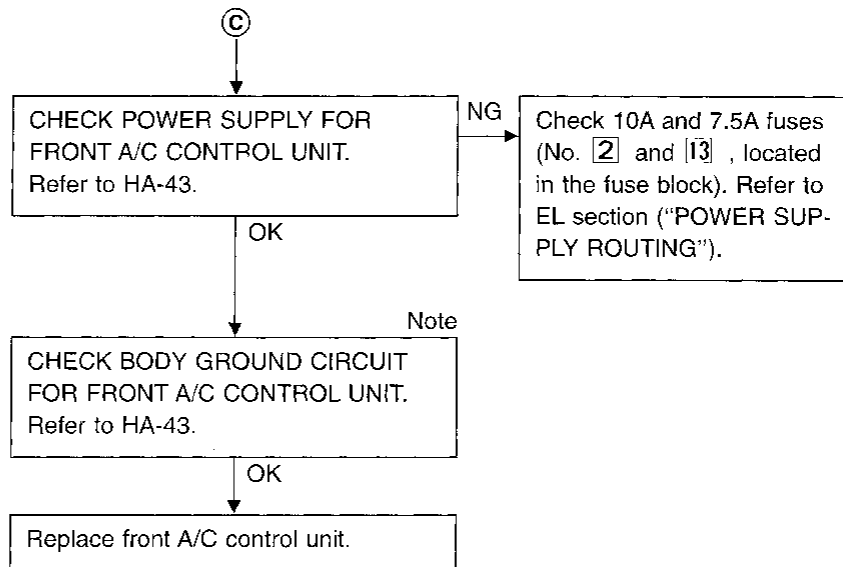 C
CHECK POWER SUPPLY FOR
FRONT A/C CONTROL UNIT.
Refer to HA-43.
NG
Check 10A and 7.5A fuses
(No. 2 and 13 , located
in the fuse block). Refer to
EL section (“POWER SUP-
PLY ROUTING”).
OK
Note
CHECK BODY GROUND CIRCUIT
FOR FRONT A/C CONTROL UNIT.
Refer to HA-43.
OK
Replace front A/C control unit.